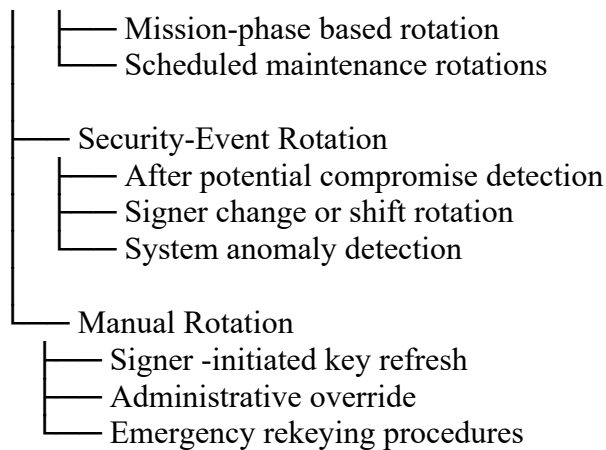 Mission-phase based rotation
Scheduled maintenance rotations
Security-Event Rotation
After potential compromise detection
Signer change or shift rotation
System anomaly detection
Manual Rotation
Signer -initiated key refresh
Administrative override
Emergency rekeying procedures